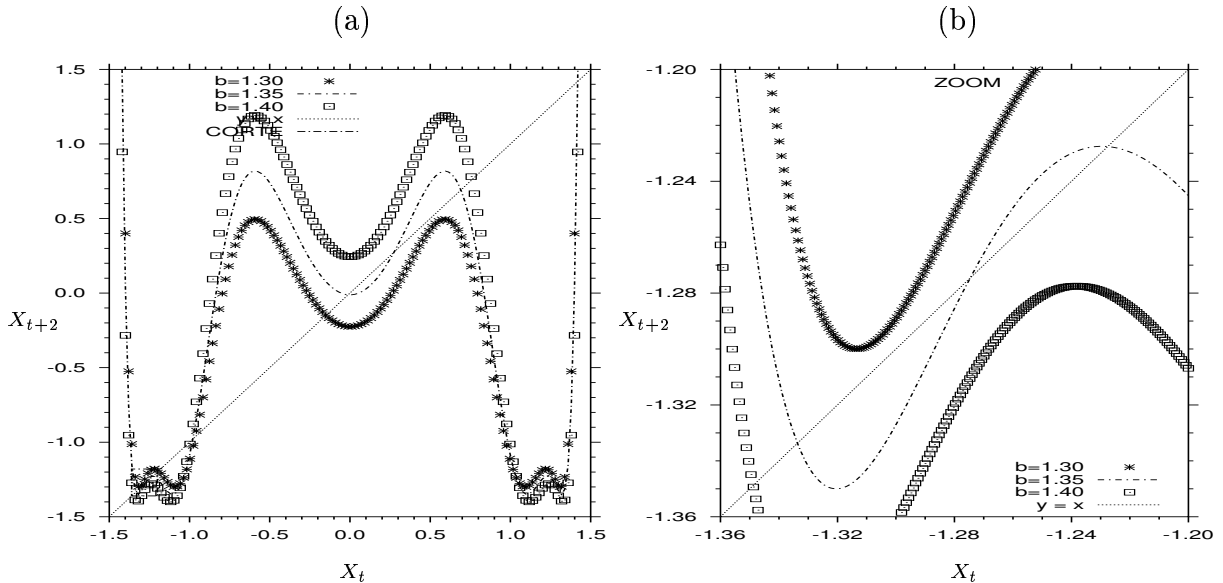 (a)
(b)
1.5
1.0
0.5
0.0
-0.5
-1.0
-1.5
b=1.30
b=1.35
b=1.40
y = x
CORTE
X_{t+2}
-1.5 -1.0 -0.5 0.0 0.5 1.0 1.5
X_t
-1.20
-1.24
-1.28
-1.32
-1.36
ZOOM
X_{t+2}
b=1.30
b=1.35
b=1.40
y = x
-1.36 -1.32 -1.28 -1.24 -1.20
X_t